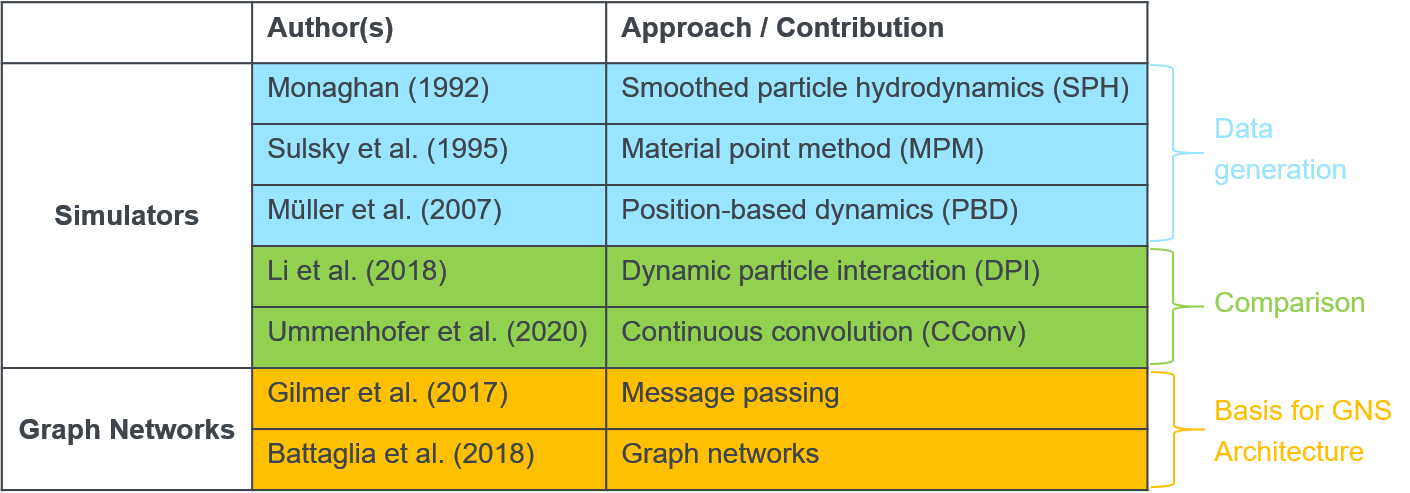 Author(s) Approach / Contribution
Simulators
Monaghan (1992) Smoothed particle hydrodynamics (SPH)
Sulsky et al. (1995) Material point method (MPM)
Müller et al. (2007) Position-based dynamics (PBD)
Data
generation
Li et al. (2018) Dynamic particle interaction (DPI)
Ummenhofer et al. (2020) Continuous convolution (CConv)
Comparison
Graph Networks
Gilmer et al. (2017) Message passing
Battaglia et al. (2018) Graph networks
Basis for GNS
Architecture